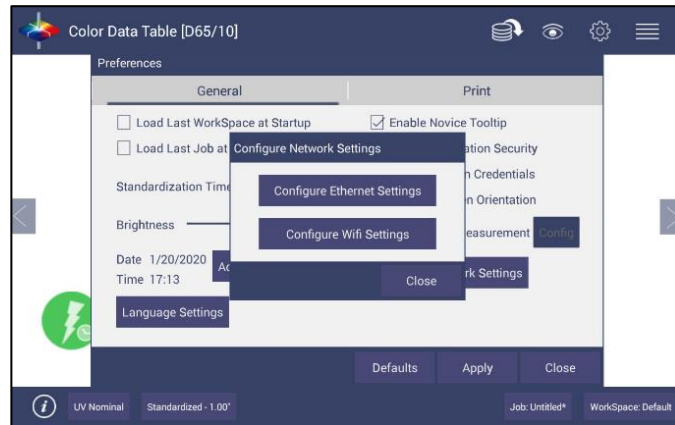 Color Data Table [D65/10]
Preferences
General Print
Load Last WorkSpace at Startup Enable Novice Tooltip
Load Last Job at ation Security
Configure Network Settings
n Credentials
Standardization Time
Configure Ethernet Settings
n Orientation
Brightness Configure Wifi Settings easurement Config
Date 1/20/2020
Time 17:13
Close rk Settings
Language Settings
Defaults Apply Close
UV Nominal Standardized - 1.00" Job: Untitled* WorkSpace: Default